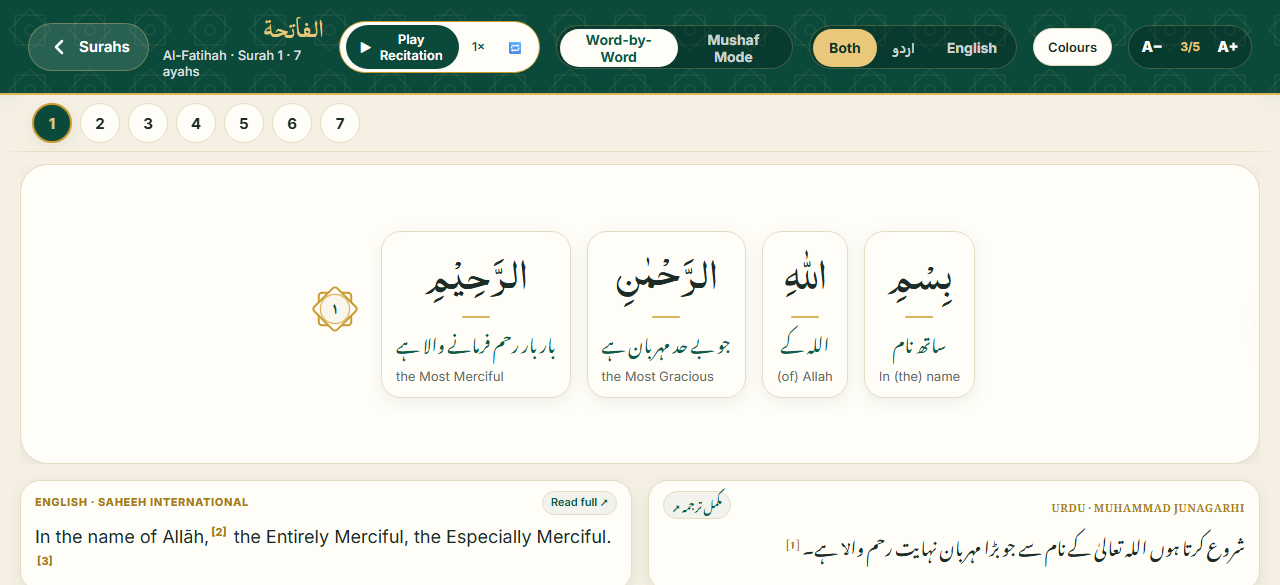 Surahs
الفاتحة
Al-Fatihah · Surah 1 · 7
ayahs
▶ Play
Recitation
1×
Word-by-
Word
Mushaf
Mode
Both
اردو
English
Colours
A−
3/5
A+
1 2 3 4 5 6 7
بِسْمِ اللّٰهِ الرَّحْمٰنِ الرَّحِيْمِ ١
ساتھ نام
اللہ کے
جو بے حد مہربان ہے
بار بار رحم فرمانے والا ہے
In (the) name
(of) Allah
the Most Gracious
the Most Merciful
ENGLISH · SAHEEH INTERNATIONAL
Read full ↗
In the name of Allāh,[2] the Entirely Merciful, the Especially Merciful.
[3]
URDU · MUHAMMAD JUNAGARHI
مکمل ترجمہ ↗
شروع کرتا ہوں اللہ تعالیٰ کے نام سے جو بڑا مہربان نہایت رحم والا ہے۔ [1]